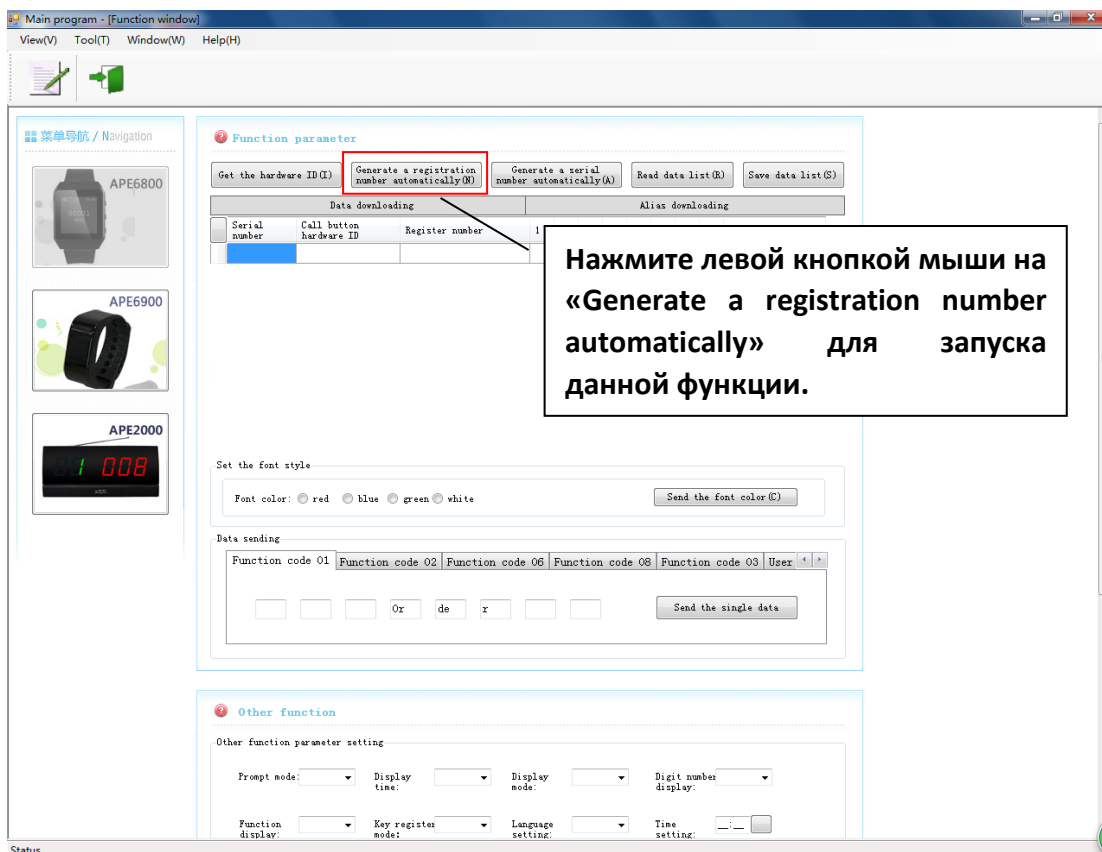 Main program - [Function window]
View(V) Tool(T) Window(W) Help(H)
菜单导航 / Navigation
APE6800
APE6900
APE2000
1 008
Function parameter
Get the hardware ID(I)
Generate a registration
number automatically(N)
Generate a serial
number automatically(A)
Read data list(R)
Save data list(S)
Data downloading
Alias downloading
Serial
number
Call button
hardware ID
Register number
1
Нажмите левой кнопкой мыши на
«Generate a registration number
automatically» для запуска
данной функции.
Set the font style
Font color: red blue green white
Send the font color(C)
Data sending
Function code 01 Function code 02 Function code 06 Function code 08 Function code 03 User
Or de r
Send the single data
Other function
Other function parameter setting
Prompt mode:
Display
time:
Display
mode:
Digit number
display:
Function
display:
Key register
mode:
Language
setting:
Time
setting:
__:__
Status